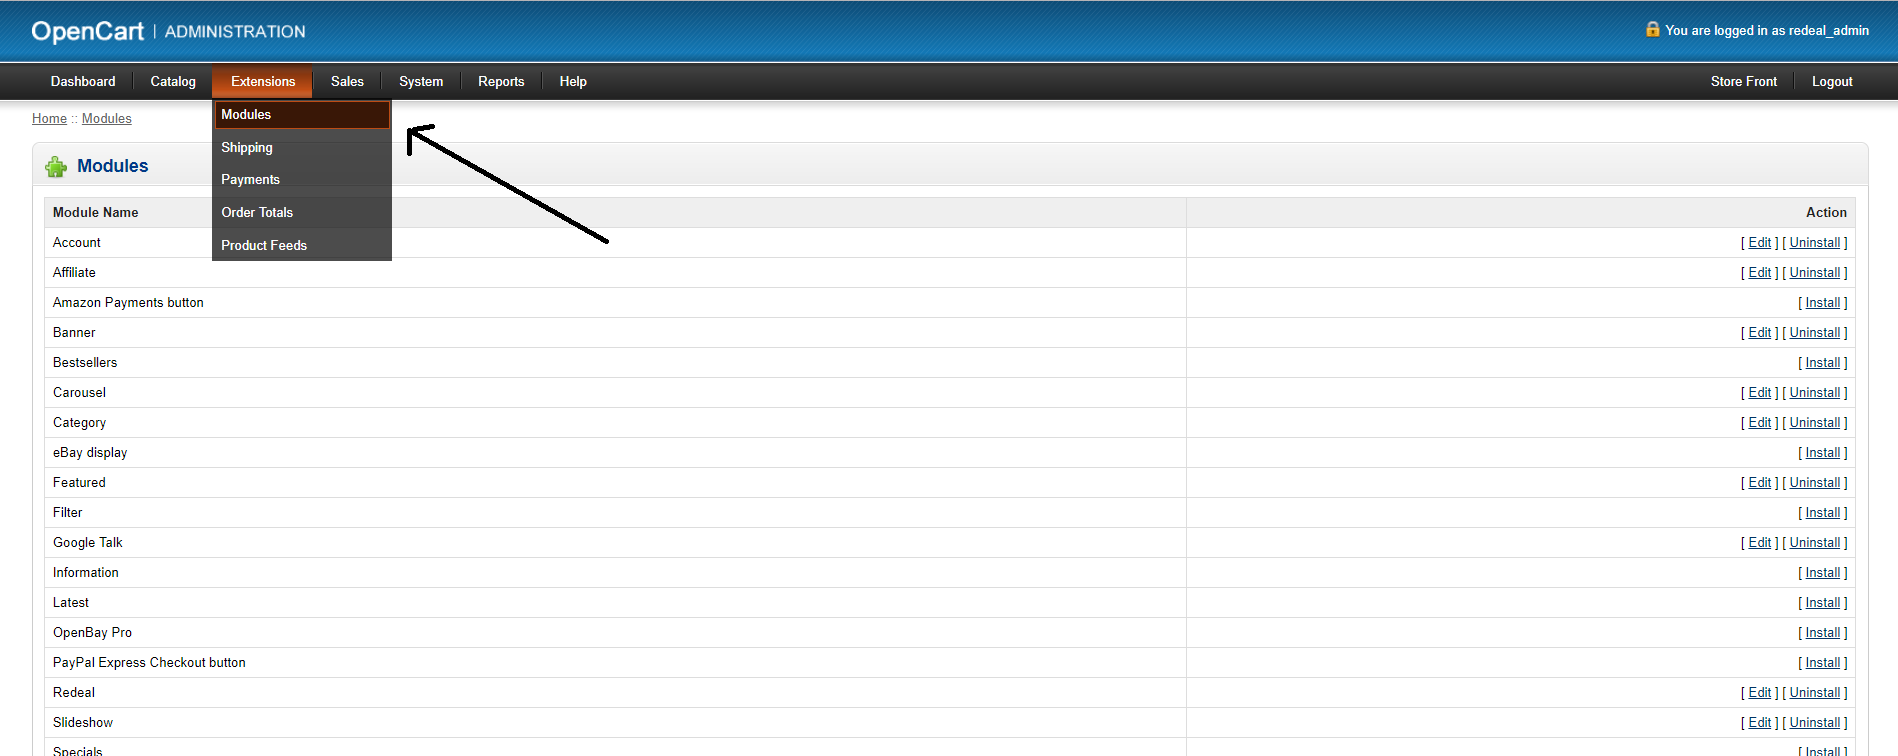 OpenCart | ADMINISTRATION
You are logged in as redeal_admin
Dashboard
Catalog
Extensions
Sales
System
Reports
Help
Store Front
Logout
Home :: Modules
Modules
Shipping
Payments
Order Totals
Product Feeds
Modules
Module Name Action
Account [ Edit ] [ Uninstall ]
Affiliate [ Edit ] [ Uninstall ]
Amazon Payments button [ Install ]
Banner [ Edit ] [ Uninstall ]
Bestsellers [ Install ]
Carousel [ Edit ] [ Uninstall ]
Category [ Edit ] [ Uninstall ]
eBay display [ Install ]
Featured [ Edit ] [ Uninstall ]
Filter [ Install ]
Google Talk [ Edit ] [ Uninstall ]
Information [ Install ]
Latest [ Install ]
OpenBay Pro [ Install ]
PayPal Express Checkout button [ Install ]
Redeal [ Edit ] [ Uninstall ]
Slideshow [ Edit ] [ Uninstall ]
Specials [ Install ]